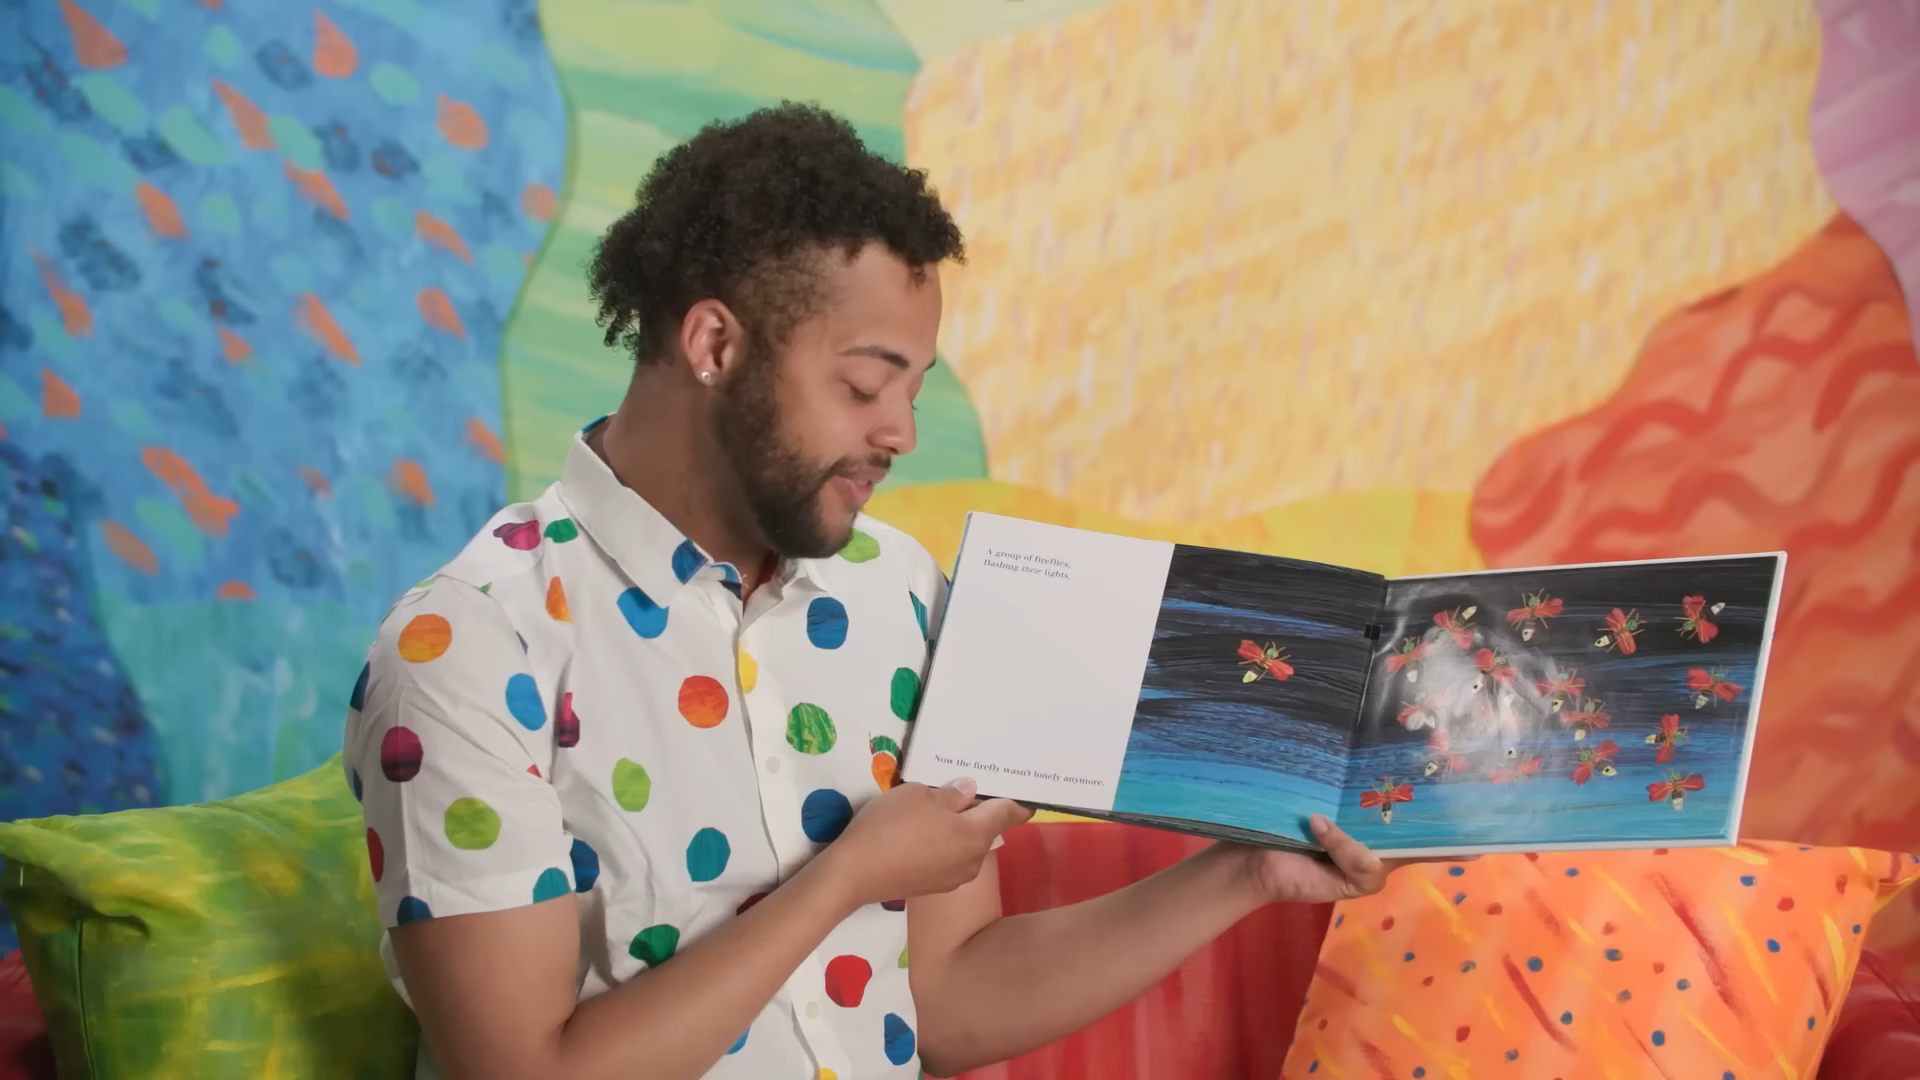 A group of fireflies,
flashing their lights.
Now the firefly wasn't lonely anymore.